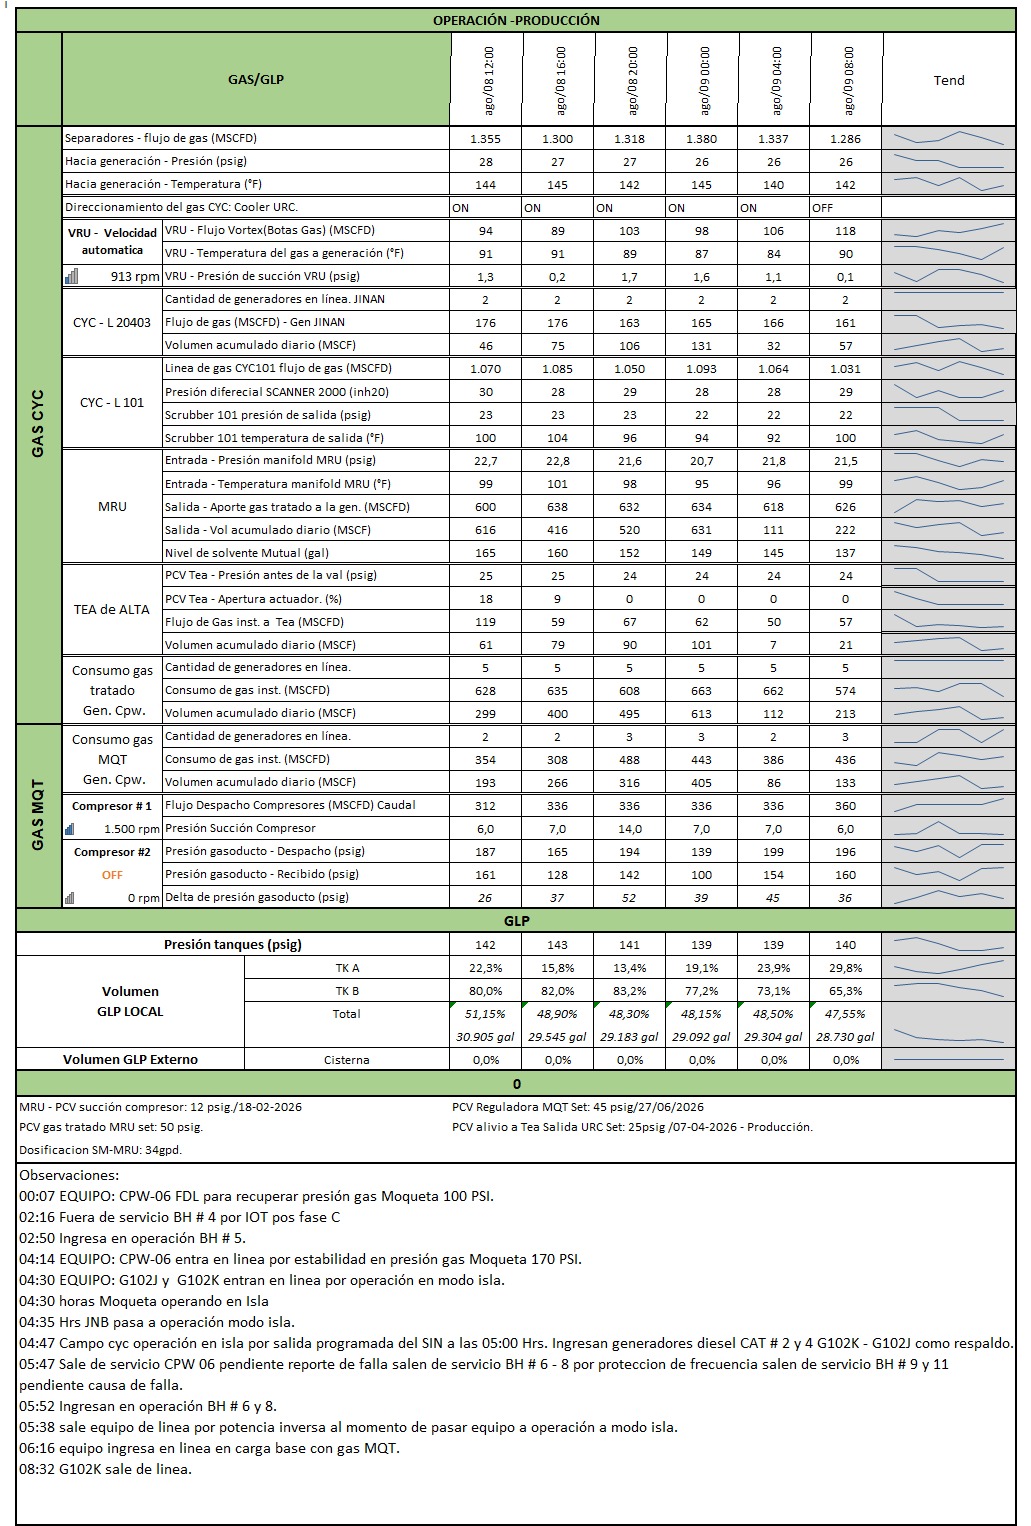 OPERACIÓN -PRODUCCIÓN
GAS/GLP ago/08 12:00 ago/08 16:00 ago/08 20:00 ago/09 00:00 ago/09 04:00 ago/09 08:00 Tend
GAS CYC
Separadores - flujo de gas (MSCFD) 1.355 1.300 1.318 1.380 1.337 1.286
Hacia generación - Presión (psig) 28 27 27 26 26 26
Hacia generación - Temperatura (°F) 144 145 142 145 140 142
Direccionamiento del gas CYC: Cooler URC. ON ON ON ON ON OFF
VRU - Velocidad automatica
913 rpm
VRU - Flujo Vortex(Botas Gas) (MSCFD) 94 89 103 98 106 118
VRU - Temperatura del gas a generación (°F) 91 91 89 87 84 90
VRU - Presión de succión VRU (psig) 1,3 0,2 1,7 1,6 1,1 0,1
CYC - L 20403
Cantidad de generadores en línea. JINAN 2 2 2 2 2 2
Flujo de gas (MSCFD) - Gen JINAN 176 176 163 165 166 161
Volumen acumulado diario (MSCF) 46 75 106 131 32 57
CYC - L 101
Linea de gas CYC101 flujo de gas (MSCFD) 1.070 1.085 1.050 1.093 1.064 1.031
Presión diferecial SCANNER 2000 (inh20) 30 28 29 28 28 29
Scrubber 101 presión de salida (psig) 23 23 23 22 22 22
Scrubber 101 temperatura de salida (°F) 100 104 96 94 92 100
MRU
Entrada - Presión manifold MRU (psig) 22,7 22,8 21,6 20,7 21,8 21,5
Entrada - Temperatura manifold MRU (°F) 99 101 98 95 96 99
Salida - Aporte gas tratado a la gen. (MSCFD) 600 638 632 634 618 626
Salida - Vol acumulado diario (MSCF) 616 416 520 631 111 222
Nivel de solvente Mutual (gal) 165 160 152 149 145 137
TEA de ALTA
PCV Tea - Presión antes de la val (psig) 25 25 24 24 24 24
PCV Tea - Apertura actuador. (%) 18 9 0 0 0 0
Flujo de Gas inst. a Tea (MSCFD) 119 59 67 62 50 57
Volumen acumulado diario (MSCF) 61 79 90 101 7 21
Consumo gas tratado Gen. Cpw.
Cantidad de generadores en línea. 5 5 5 5 5 5
Consumo de gas inst. (MSCFD) 628 635 608 663 662 574
Volumen acumulado diario (MSCF) 299 400 495 613 112 213
GAS MQT
Consumo gas MQT Gen. Cpw.
Cantidad de generadores en línea. 2 2 3 3 2 3
Consumo de gas inst. (MSCFD) 354 308 488 443 386 436
Volumen acumulado diario (MSCF) 193 266 316 405 86 133
Compresor # 1
1.500 rpm
Flujo Despacho Compresores (MSCFD) Caudal 312 336 336 336 336 360
Presión Succión Compresor 6,0 7,0 14,0 7,0 7,0 6,0
Compresor #2
OFF
0 rpm
Presión gasoducto - Despacho (psig) 187 165 194 139 199 196
Presión gasoducto - Recibido (psig) 161 128 142 100 154 160
Delta de presión gasoducto (psig) 26 37 52 39 45 36
GLP
Presión tanques (psig) 142 143 141 139 139 140
Volumen GLP LOCAL
TK A 22,3% 15,8% 13,4% 19,1% 23,9% 29,8%
TK B 80,0% 82,0% 83,2% 77,2% 73,1% 65,3%
Total 51,15% 48,90% 48,30% 48,15% 48,50% 47,55%
30.905 gal 29.545 gal 29.183 gal 29.092 gal 29.304 gal 28.730 gal
Volumen GLP Externo Cisterna 0,0% 0,0% 0,0% 0,0% 0,0% 0,0%
0
MRU - PCV succión compresor: 12 psig./18-02-2026 PCV Reguladora MQT Set: 45 psig/27/06/2026
PCV gas tratado MRU set: 50 psig. PCV alivio a Tea Salida URC Set: 25psig /07-04-2026 - Producción.
Dosificacion SM-MRU: 34gpd.
Observaciones:
00:07 EQUIPO: CPW-06 FDL para recuperar presión gas Moqueta 100 PSI.
02:16 Fuera de servicio BH # 4 por IOT pos fase C
02:50 Ingresa en operación BH # 5.
04:14 EQUIPO: CPW-06 entra en linea por estabilidad en presión gas Moqueta 170 PSI.
04:30 EQUIPO: G102J y G102K entran en linea por operación en modo isla.
04:30 horas Moqueta operando en Isla
04:35 Hrs JNB pasa a operación modo isla.
04:47 Campo cyc operación en isla por salida programada del SIN a las 05:00 Hrs. Ingresan generadores diesel CAT # 2 y 4 G102K - G102J como respaldo.
05:47 Sale de servicio CPW 06 pendiente reporte de falla salen de servicio BH # 6 - 8 por proteccion de frecuencia salen de servicio BH # 9 y 11
pendiente causa de falla.
05:52 Ingresan en operación BH # 6 y 8.
05:38 sale equipo de linea por potencia inversa al momento de pasar equipo a operación a modo isla.
06:16 equipo ingresa en linea en carga base con gas MQT.
08:32 G102K sale de linea.